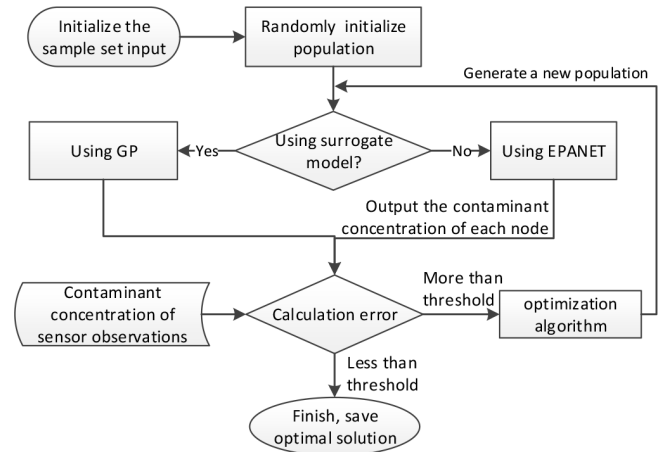 Initialize the
sample set input
Randomly initialize
population
Generate a new population
Using surrogate
model?
Yes
Using GP
No
Using EPANET
Output the contaminant
concentration of each node
Contaminant
concentration of
sensor observations
Calculation error
More than
threshold
optimization
algorithm
Less than
threshold
Finish, save
optimal solution